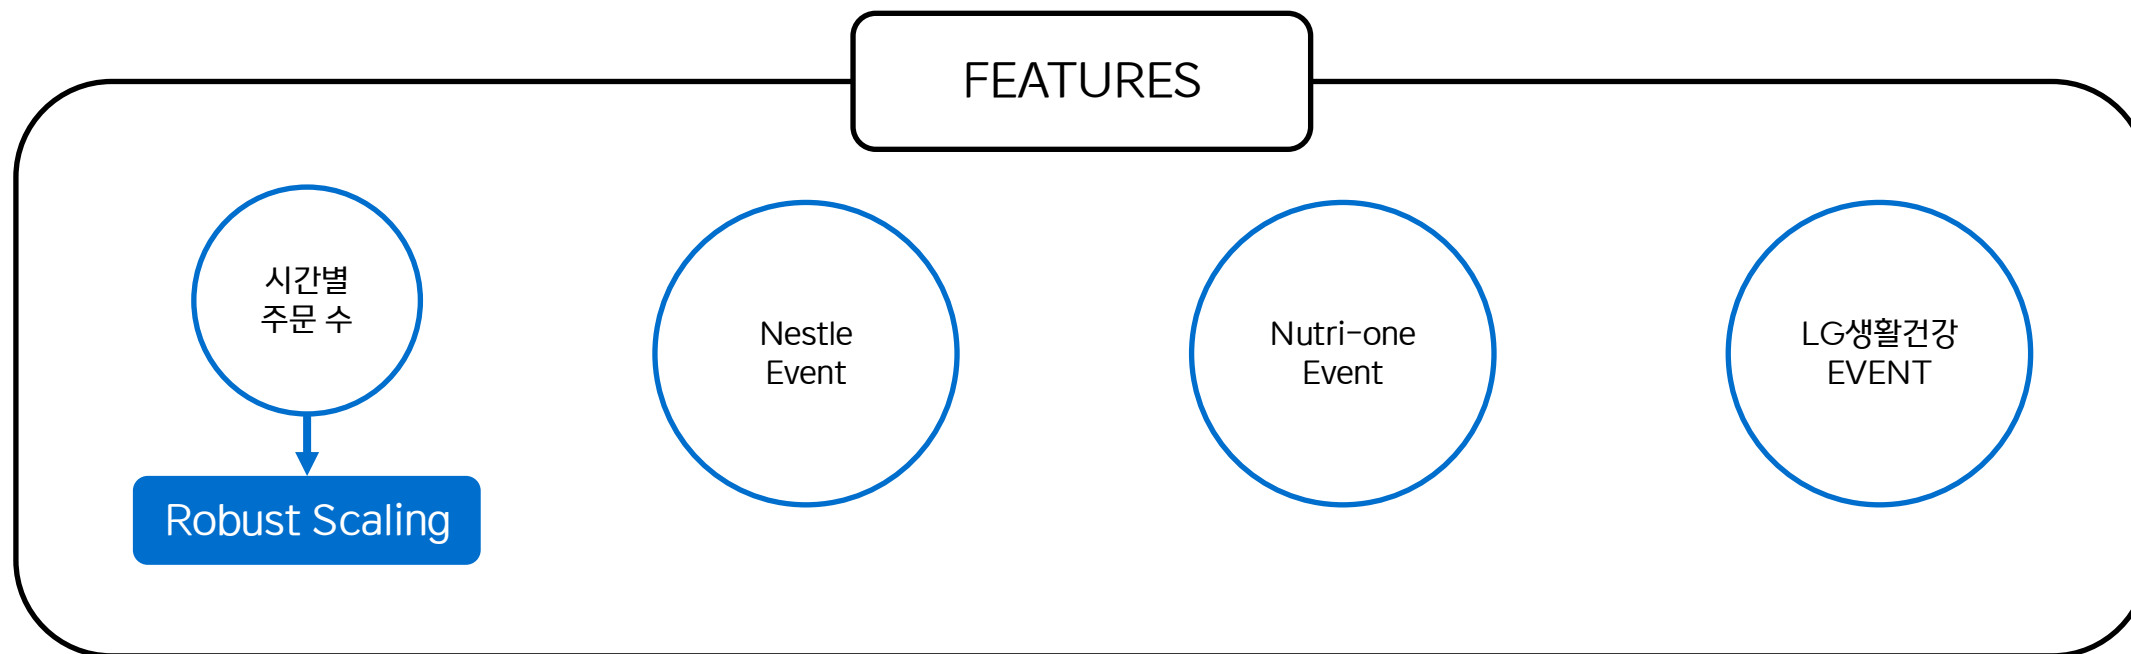 FEATURES
시간별
주문 수
Robust Scaling
Nestle
Event
Nutri-one
Event
LG생활건강
EVENT